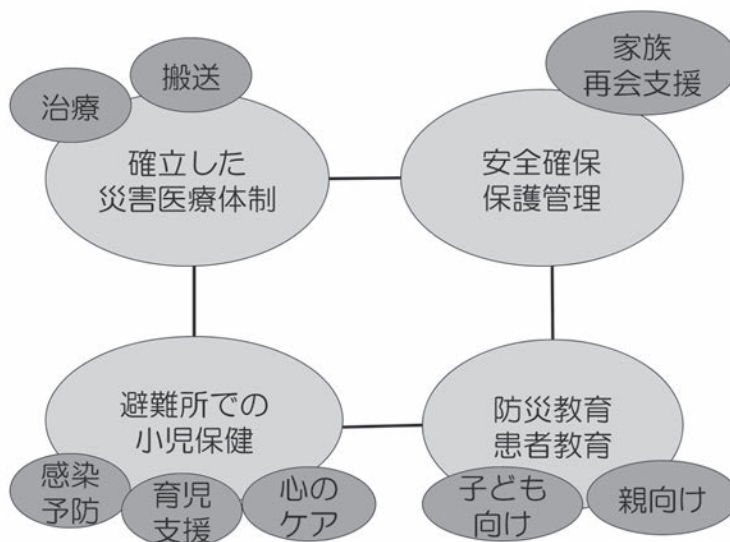 搬送
治療
確立した
災害医療体制
家族
再会支援
安全確保
保護管理
避難所での
小児保健
感染
予防
育児
支援
心の
ケア
防災教育
患者教育
子ども
向け
親向け